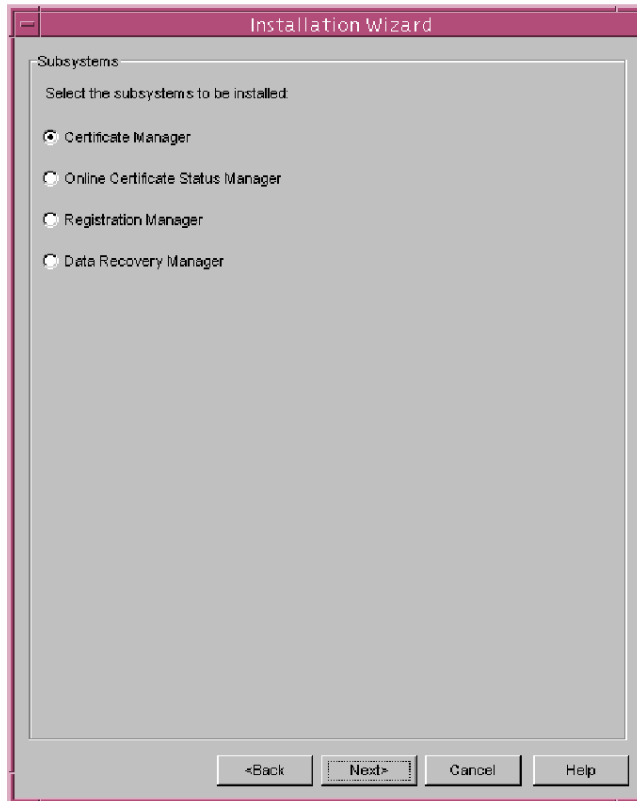 Installation Wizard
Subsystems
Select the subsystems to be installed:
Certificate Manager
Online Certificate Status Manager
Registration Manager
Data Recovery Manager
<Back Next> Cancel Help